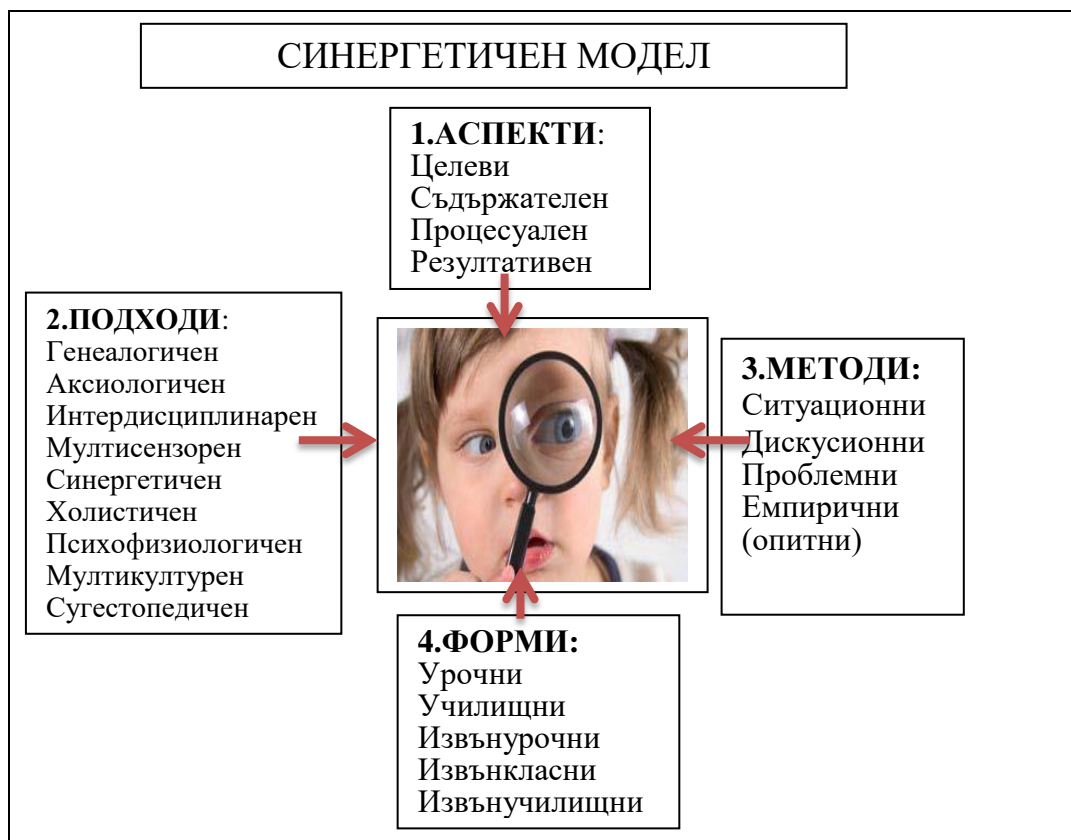 СИНЕРГЕТИЧЕН МОДЕЛ
1.АСПЕКТИ:
Целеви
Съдържателен
Процесуален
Резултативен
2.ПОДХОДИ:
Генеалогичен
Аксиологичен
Интердисциплинарен
Мултисензорен
Синергетичен
Холистичен
Психофизиологичен
Мултикултурен
Сугестопедичен
3.МЕТОДИ:
Ситуационни
Дискусионни
Проблемни
Емпирични
(опитни)
4.ФОРМИ:
Урочни
Училищни
Извънурочни
Извънкласни
Извънучилищни